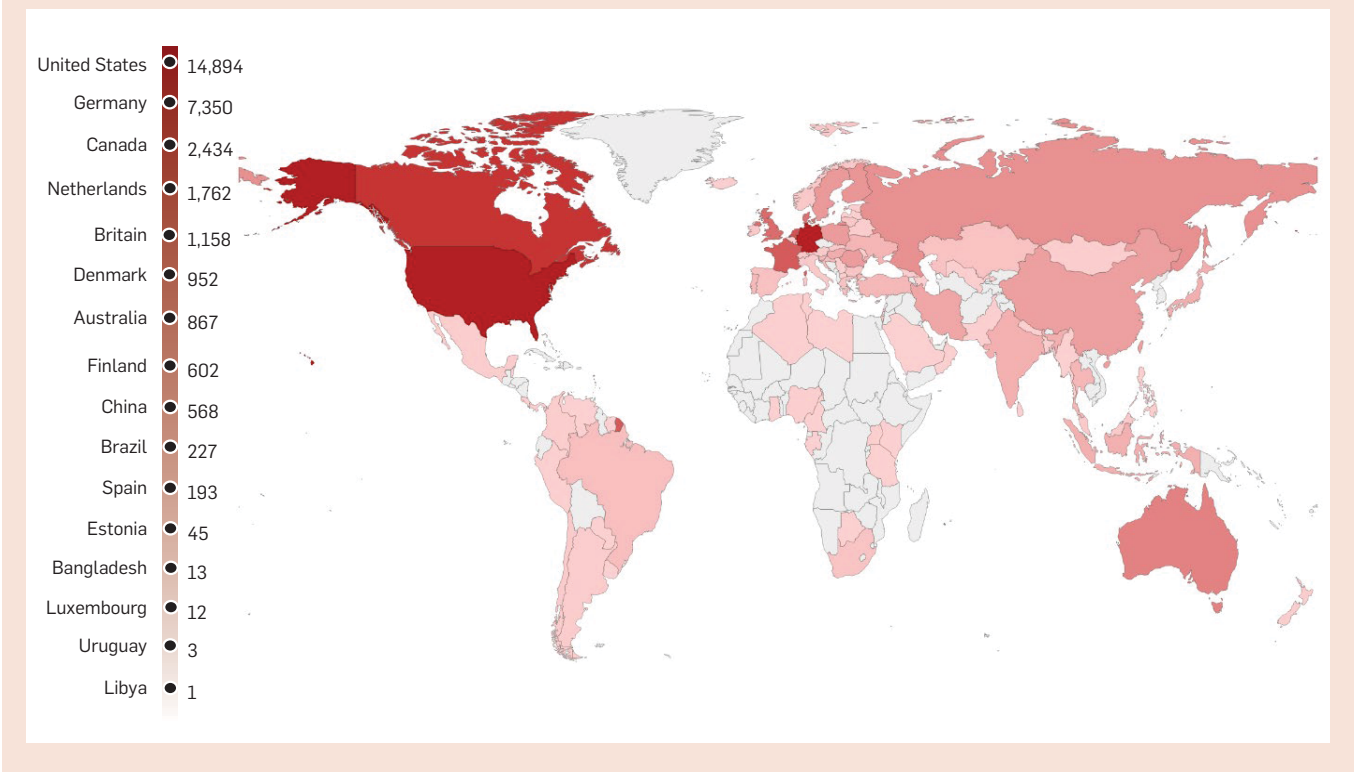 United States 14,894
Germany 7,350
Canada 2,434
Netherlands 1,762
Britain 1,158
Denmark 952
Australia 867
Finland 602
China 568
Brazil 227
Spain 193
Estonia 45
Bangladesh 13
Luxembourg 12
Uruguay 3
Libya 1